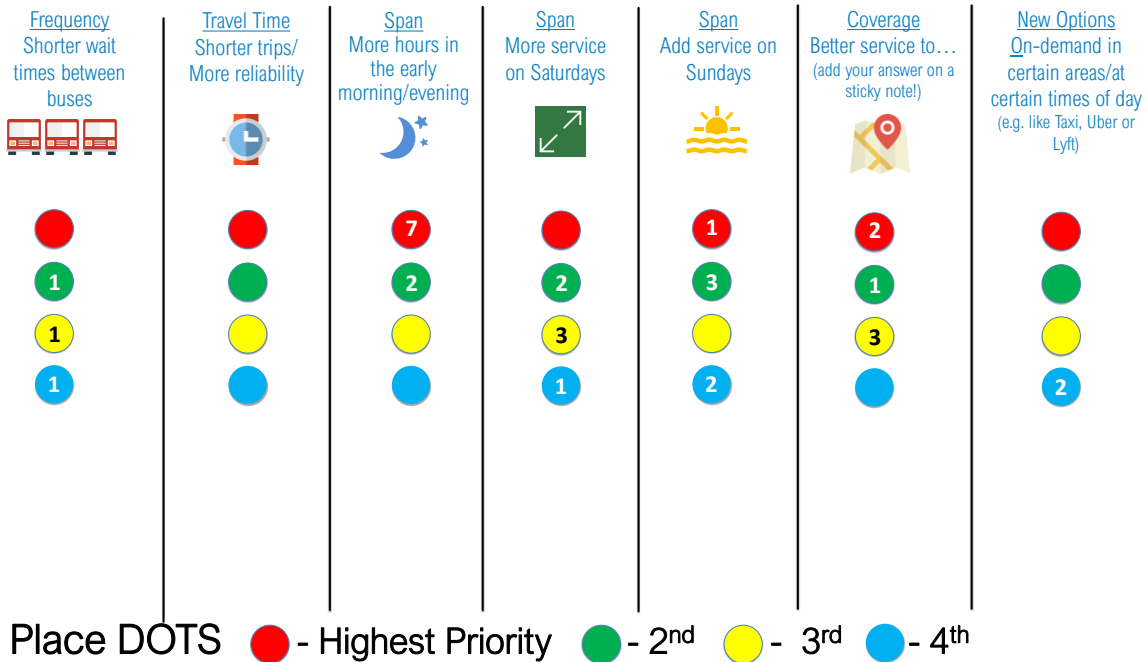 Frequency
Shorter wait
times between
buses
Travel Time
Shorter trips/
More reliability
Span
More hours in
the early
morning/evening
Span
More service
on Saturdays
Span
Add service on
Sundays
Coverage
Better service to…
(add your answer on a
sticky note!)
New Options
On-demand in
certain areas/at
certain times of day
(e.g. like Taxi, Uber or
Lyft)
7
1
2
1
2
2
3
1
1
3
3
1
1
2
2
Place DOTS - Highest Priority - 2nd - 3rd - 4th